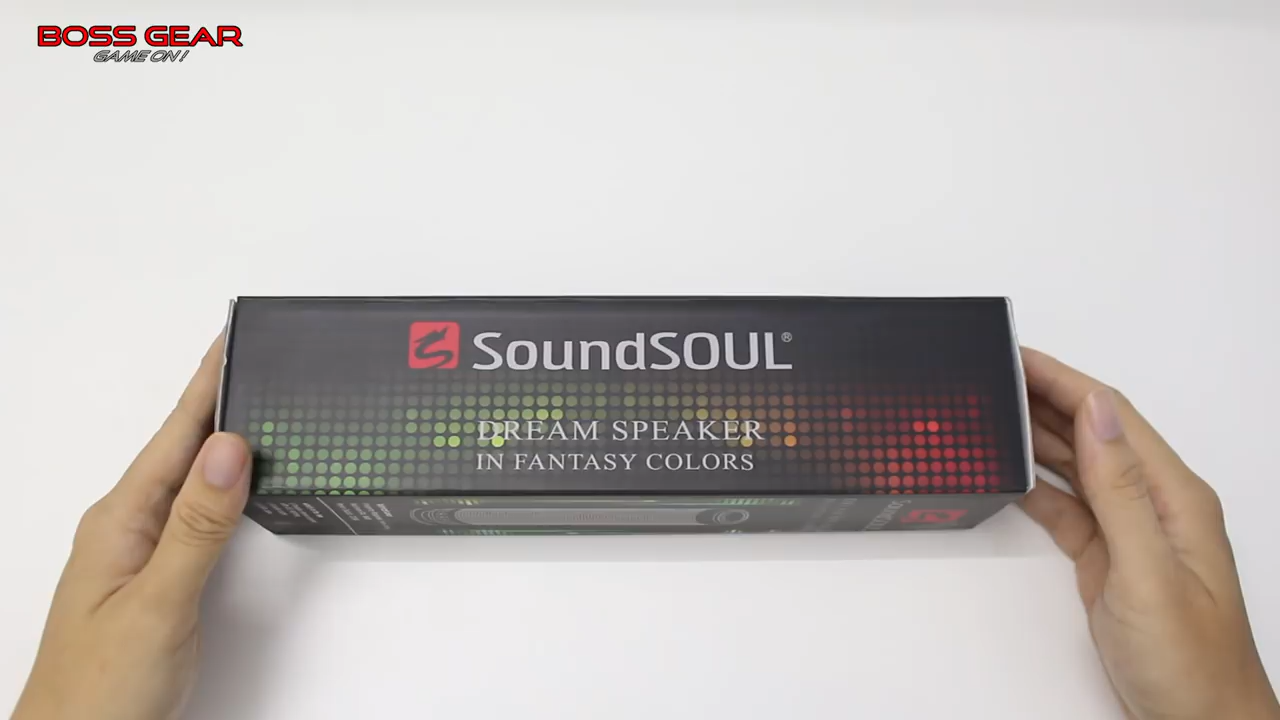 BOSS GEAR
GAME ON!
SoundSOUL®
DREAM SPEAKER
IN FANTASY COLORS